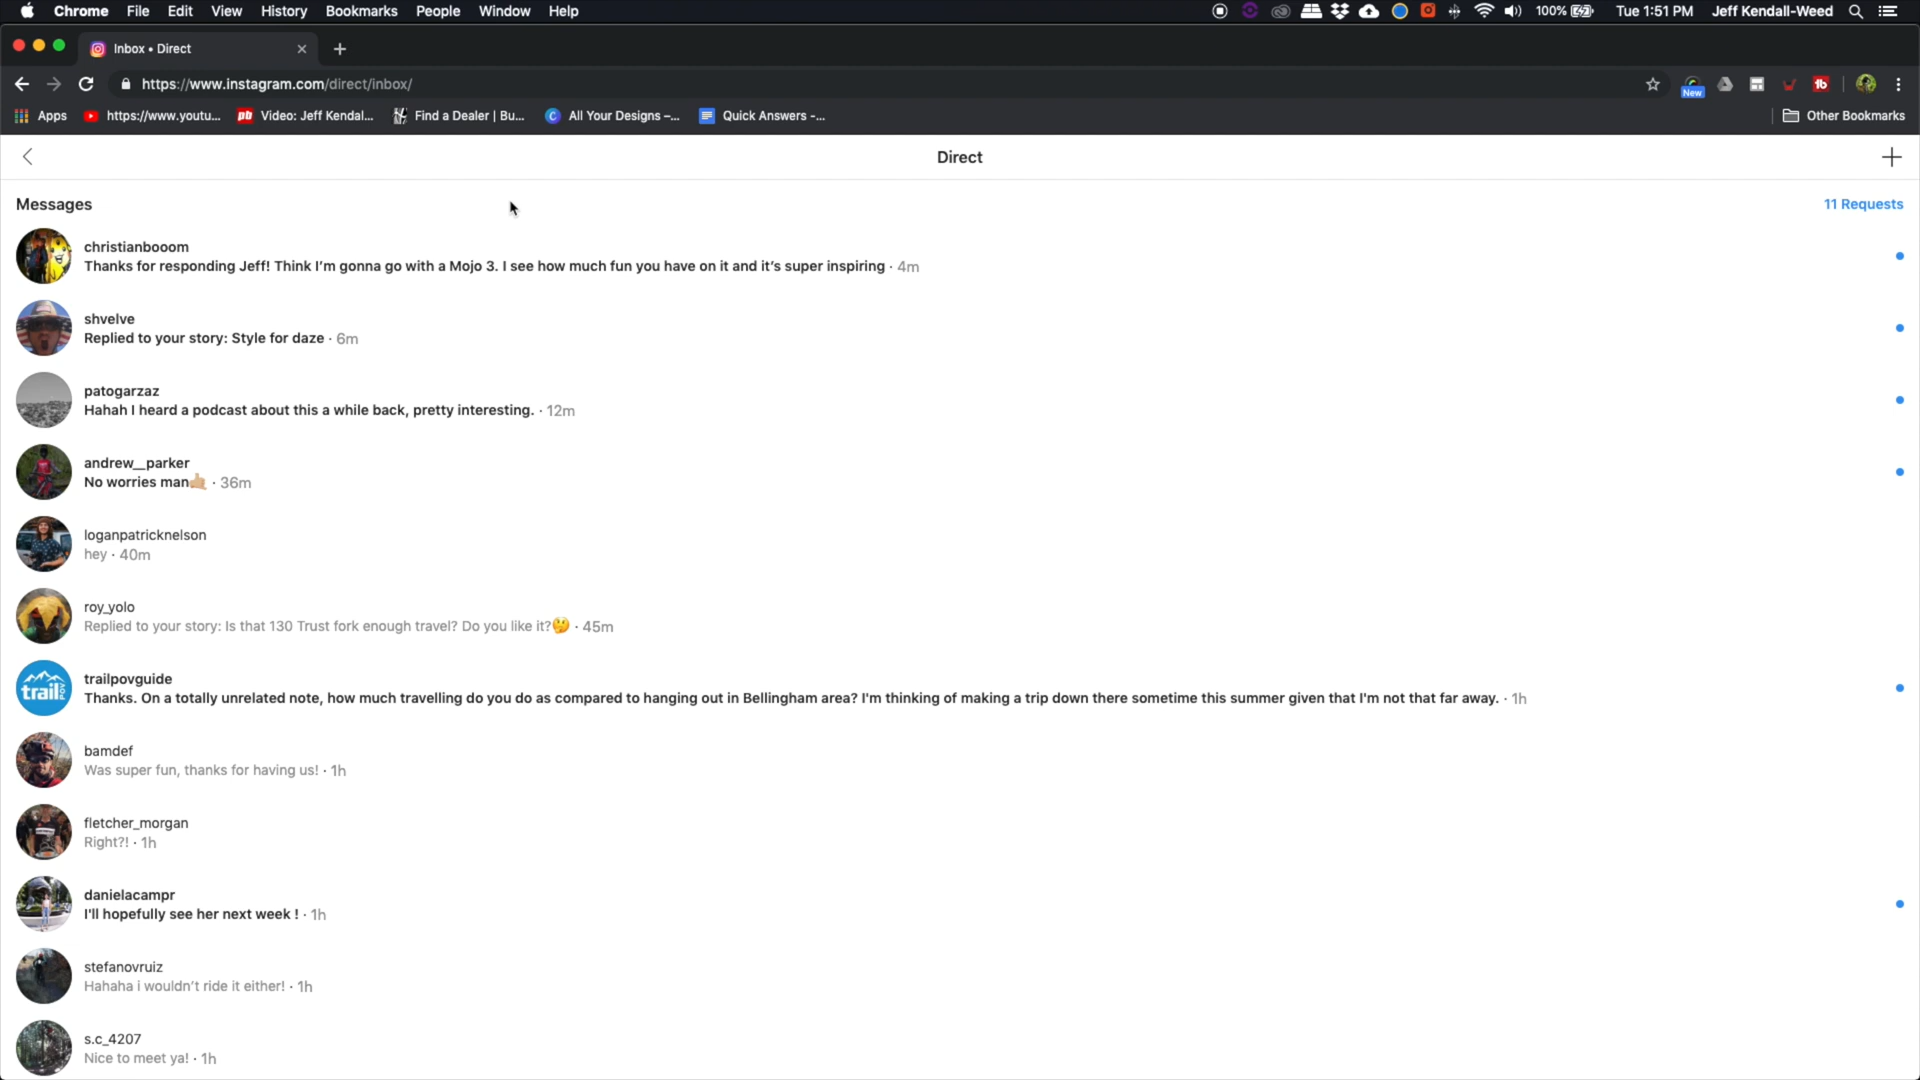 Chrome File Edit View History Bookmarks People Window Help 100% Tue 1:51 PM Jeff Kendall-Weed
Inbox • Direct
https://www.instagram.com/direct/inbox/
New
Apps https://www.youtu... Video: Jeff Kendal... Find a Dealer | Bu... All Your Designs –... Quick Answers -... Other Bookmarks
Direct
Messages 11 Requests
christianbooom
Thanks for responding Jeff! Think I’m gonna go with a Mojo 3. I see how much fun you have on it and it’s super inspiring · 4m
shvelve
Replied to your story: Style for daze · 6m
patogarzaz
Hahah I heard a podcast about this a while back, pretty interesting. · 12m
andrew__parker
No worries man🤙🏼 · 36m
loganpatricknelson
hey · 40m
roy_yolo
Replied to your story: Is that 130 Trust fork enough travel? Do you like it?🤔 · 45m
trail POV
trailpovguide
Thanks. On a totally unrelated note, how much travelling do you do as compared to hanging out in Bellingham area? I'm thinking of making a trip down there sometime this summer given that I'm not that far away. · 1h
bamdef
Was super fun, thanks for having us! · 1h
fletcher_morgan
Right?! · 1h
danielacampr
I'll hopefully see her next week ! · 1h
stefanovruiz
Hahaha i wouldn’t ride it either! · 1h
s.c_4207
Nice to meet ya! · 1h